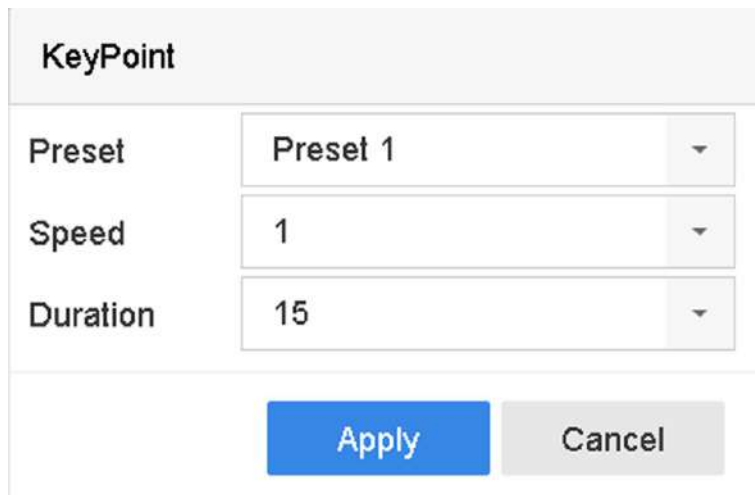 KeyPoint
Preset Preset 1
Speed 1
Duration 15
Apply Cancel